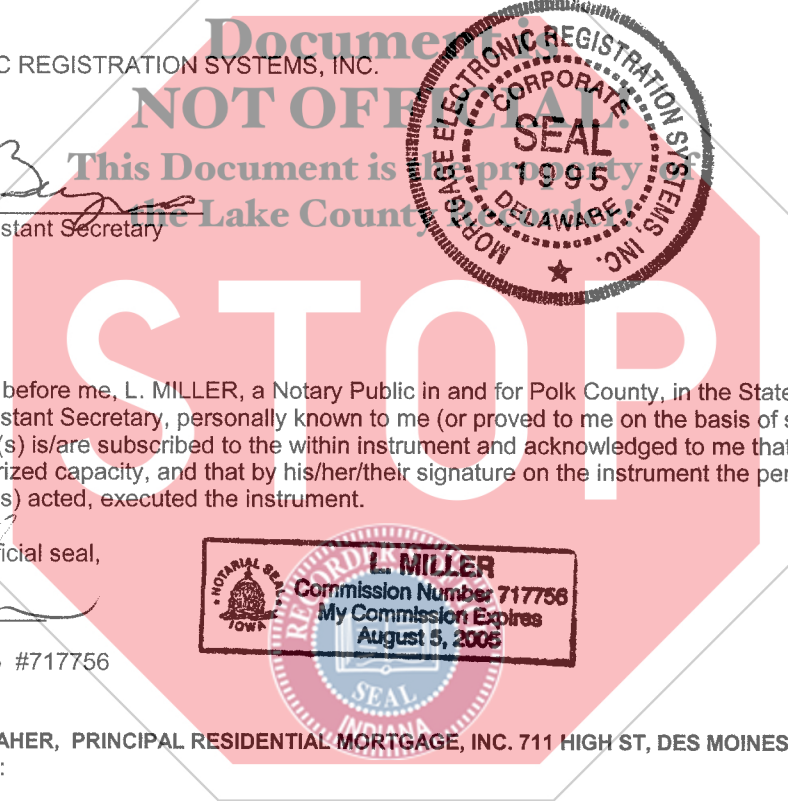 Document is
C REGISTRATION SYSTEMS, INC.
NOT OFFICIAL!
This Document is the property of
the Lake County Recorder!
stant Secretary
MORTGAGE ELECTRONIC REGISTRATION SYSTEMS, INC.
CORPORATE
SEAL
1995
DELAWARE
STOP
before me, L. MILLER, a Notary Public in and for Polk County, in the State
stant Secretary, personally known to me (or proved to me on the basis of s
(s) is/are subscribed to the within instrument and acknowledged to me that
rized capacity, and that by his/her/their signature on the instrument the per
s) acted, executed the instrument.
ficial seal,
NOTARIAL SEAL
IOWA
L. MILLER
Commission Number 717756
My Commission Expires
August 5, 2005
RECORDER
SEAL
INDIANA
#717756
AHER, PRINCIPAL RESIDENTIAL MORTGAGE, INC. 711 HIGH ST, DES MOINES
: